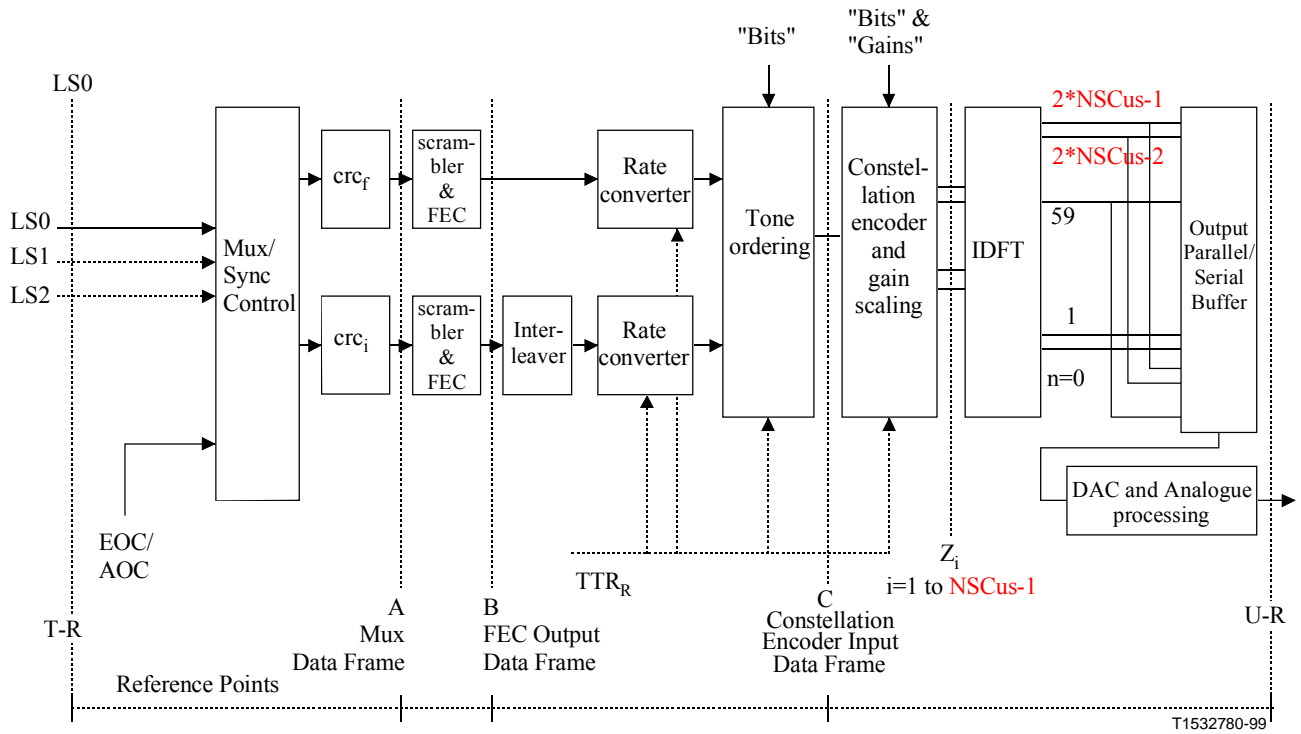 "Bits"
"Bits" &
"Gains"
LS0
2*NSCus-1
2*NSCus-2
59
1
n=0
LS0
LS1
LS2
Mux/
Sync
Control
crcf
scram-
bler
&
FEC
Rate
converter
crci
scram-
bler
&
FEC
Inter-
leaver
Rate
converter
Tone
ordering
Constel-
lation
encoder
and
gain
scaling
IDFT
Output
Parallel/
Serial
Buffer
DAC and Analogue
processing
EOC/
AOC
TTRR
Zi
i=1 to NSCus-1
T-R
A
Mux
Data Frame
B
FEC Output
Data Frame
C
Constellation
Encoder Input
Data Frame
U-R
Reference Points
T1532780-99